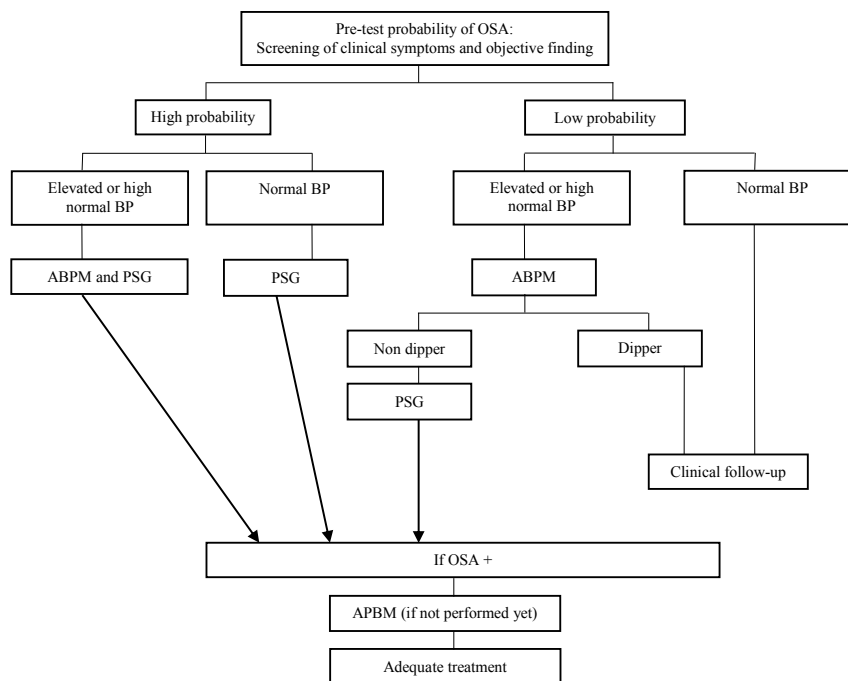 Pre-test probability of OSA:
Screening of clinical symptoms and objective finding
High probability
Low probability
Elevated or high
normal BP
Normal BP
Elevated or high
normal BP
Normal BP
ABPM and PSG
PSG
ABPM
Non dipper
Dipper
PSG
Clinical follow-up
If OSA +
APBM (if not performed yet)
Adequate treatment